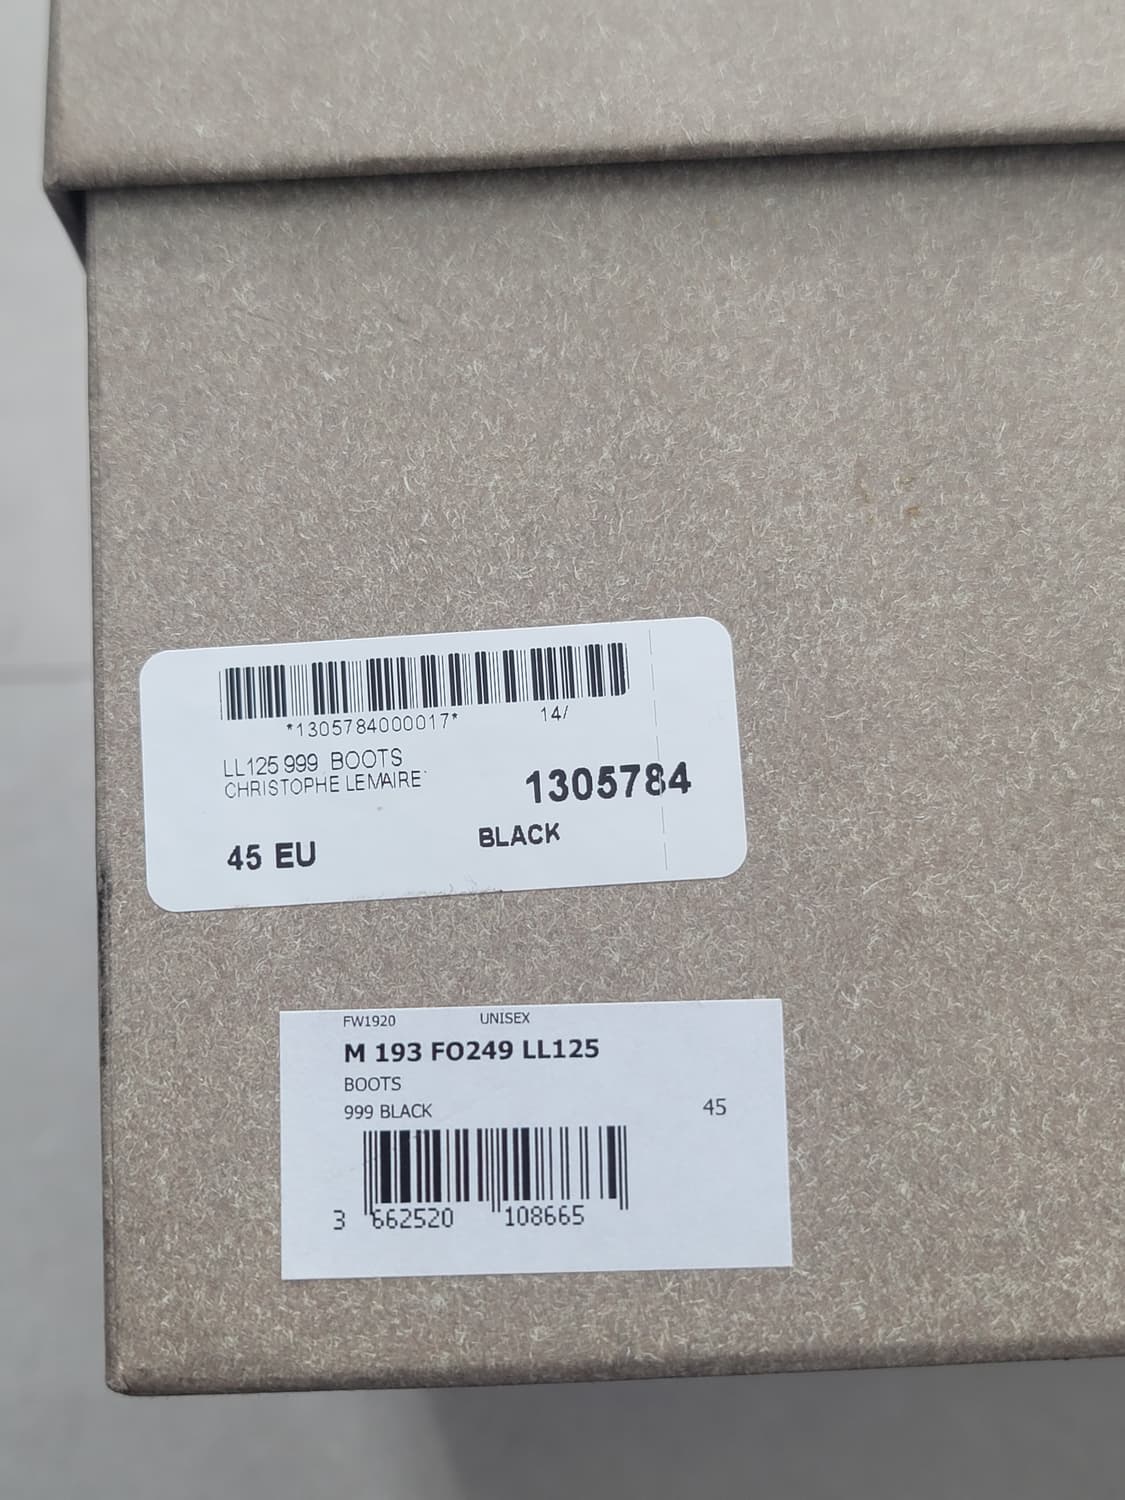 *1305784000017* 14/
LL125 999 BOOTS
CHRISTOPHE LEMAIRE
1305784
45 EU BLACK
FW1920 UNISEX
M 193 FO249 LL125
BOOTS
999 BLACK 45
3 662520 108665